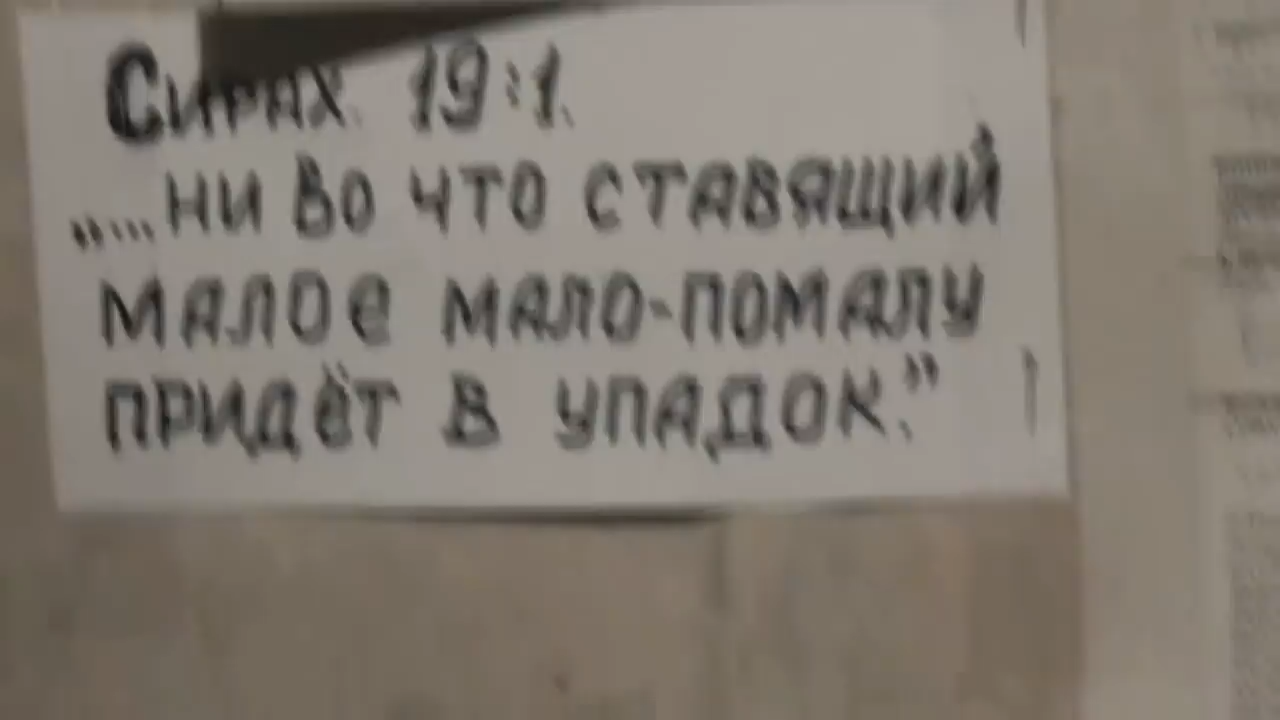 Сирах. 19:1.
„...ни во что ставящий
малое мало-помалу
придёт в упадок."